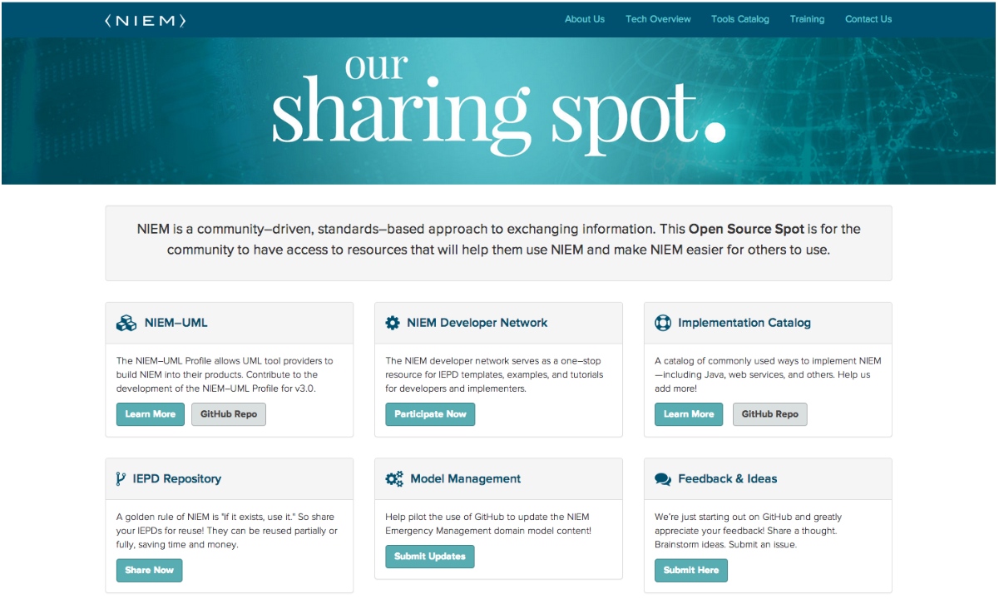 〈NIEM〉
About Us Tech Overview Tools Catalog Training Contact Us
our
sharing spot.
NIEM is a community–driven, standards–based approach to exchanging information. This Open Source Spot is for the
community to have access to resources that will help them use NIEM and make NIEM easier for others to use.
NIEM–UML
The NIEM–UML Profile allows UML tool providers to
build NIEM into their products. Contribute to the
development of the NIEM–UML Profile for v3.0.
Learn More GitHub Repo
NIEM Developer Network
The NIEM developer network serves as a one–stop
resource for IEPD templates, examples, and tutorials
for developers and implementers.
Participate Now
Implementation Catalog
A catalog of commonly used ways to implement NIEM
—including Java, web services, and others. Help us
add more!
Learn More GitHub Repo
IEPD Repository
A golden rule of NIEM is "if it exists, use it." So share
your IEPDs for reuse! They can be reused partially or
fully, saving time and money.
Share Now
Model Management
Help pilot the use of GitHub to update the NIEM
Emergency Management domain model content!
Submit Updates
Feedback & Ideas
We're just starting out on GitHub and greatly
appreciate your feedback! Share a thought.
Brainstorm ideas. Submit an issue.
Submit Here